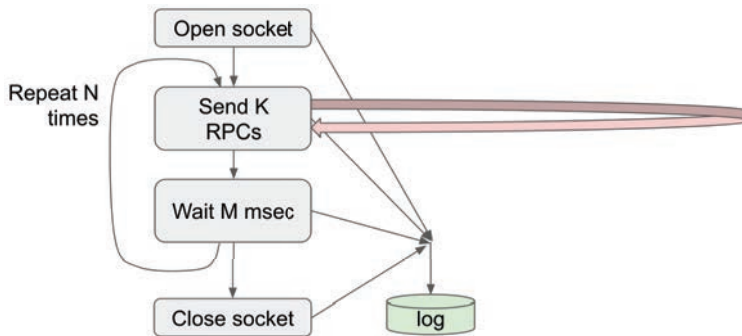 Open socket
Repeat N
times
Send K
RPCs
Wait M msec
Close socket
log